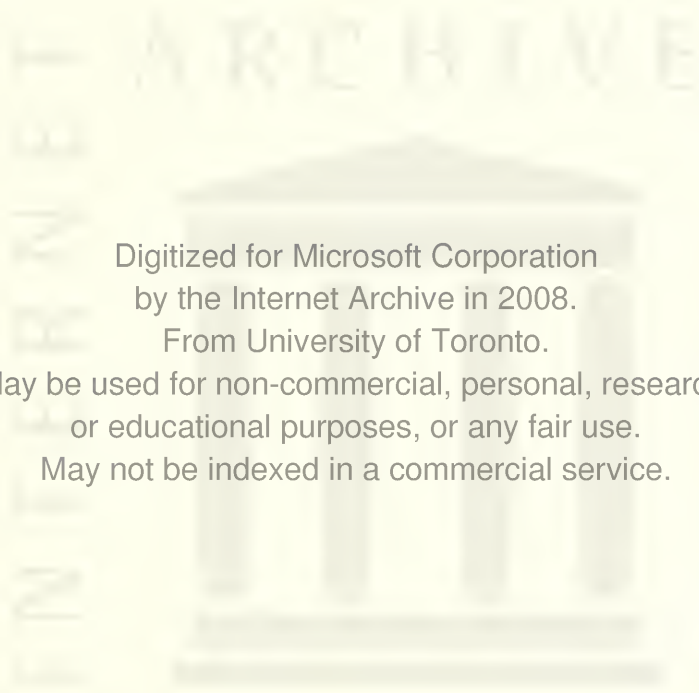 ARCHIVE
INTERNET
Digitized for Microsoft Corporation
by the Internet Archive in 2008.
From University of Toronto.
lay be used for non-commercial, personal, researc
or educational purposes, or any fair use.
May not be indexed in a commercial service.